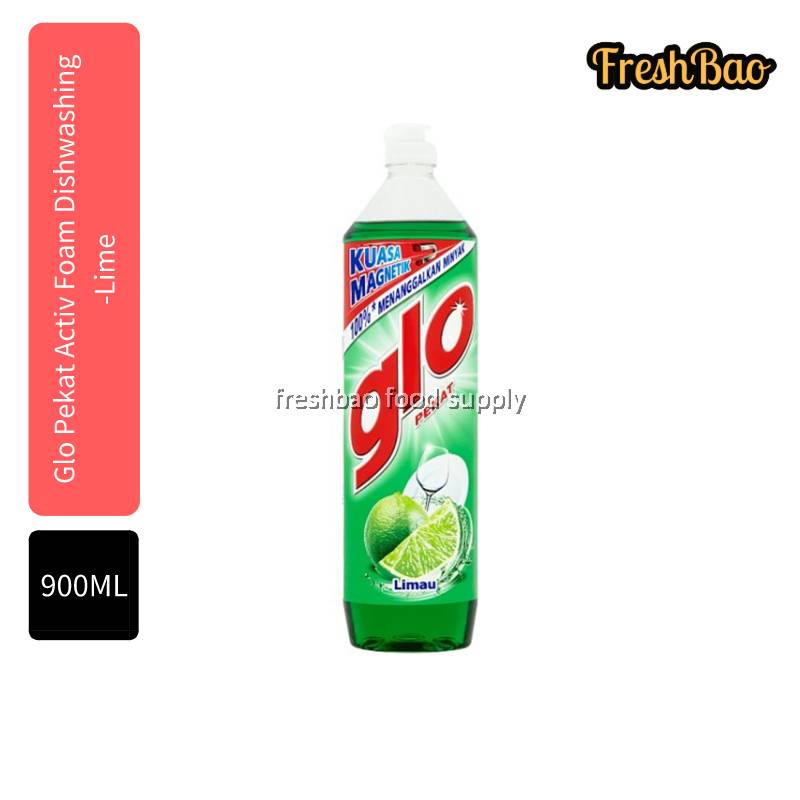 Glo Pekat Activ Foam Dishwashing
-Lime
900ML
FreshBao
KUASA
MAGNETIK
100%* MENANGGALKAN MINYAK
glo
PEKAT
freshbao food supply
Limau